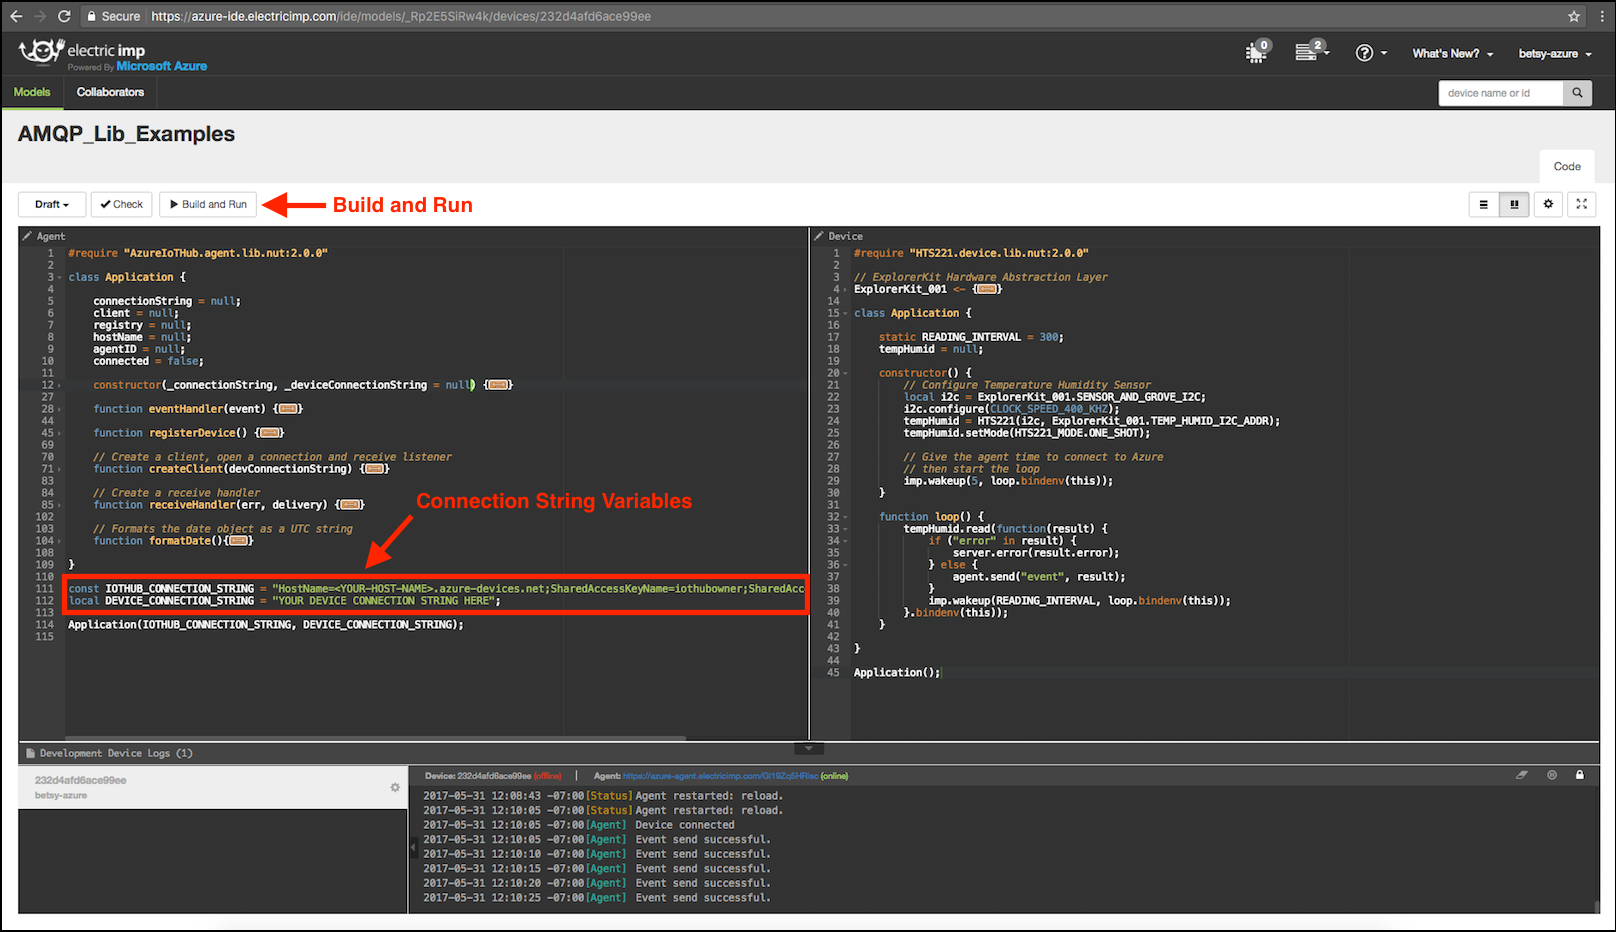 Secure https://azure-ide.electricimp.com/ide/models/_Rp2E5SiRw4k/devices/232d4afd6ace99ee
electric imp
Powered By Microsoft Azure
0
2
?
What's New?
betsy-azure
Models
Collaborators
device name or id
AMQP_Lib_Examples
Code
Draft
Check
Build and Run
Build and Run
Agent
1 #require "AzureIoTHub.agent.lib.nut:2.0.0"
2
3 class Application {
4
5 connectionString = null;
6 client = null;
7 registry = null;
8 hostName = null;
9 agentID = null;
10 connected = false;
11
12 constructor(_connectionString, _deviceConnectionString = null) {
}
27
28 function eventHandler(event) {
}
44
45 function registerDevice() {
}
69
70 // Create a client, open a connection and receive listener
71 function createClient(devConnectionString) {
}
83
84 // Create a receive handler
85 function receiveHandler(err, delivery) {
}
102
103 // Formats the date object as a UTC string
104 function formatDate(){
}
108
109 }
110
111 const IOTHUB_CONNECTION_STRING = "HostName=<YOUR-HOST-NAME>.azure-devices.net;SharedAccessKeyName=iothubowner;SharedAcc
112 local DEVICE_CONNECTION_STRING = "YOUR DEVICE CONNECTION STRING HERE";
113
114 Application(IOTHUB_CONNECTION_STRING, DEVICE_CONNECTION_STRING);
115
Connection String Variables
Device
1 #require "HTS221.device.lib.nut:2.0.0"
2
3 // ExplorerKit Hardware Abstraction Layer
4 ExplorerKit_001 <- {
}
14
15 class Application {
16
17 static READING_INTERVAL = 300;
18 tempHumid = null;
19
20 constructor() {
21 // Configure Temperature Humidity Sensor
22 local i2c = ExplorerKit_001.SENSOR_AND_GROVE_I2C;
23 i2c.configure(CLOCK_SPEED_400_KHZ);
24 tempHumid = HTS221(i2c, ExplorerKit_001.TEMP_HUMID_I2C_ADDR);
25 tempHumid.setMode(HTS221_MODE.ONE_SHOT);
26
27 // Give the agent time to connect to Azure
28 // then start the loop
29 imp.wakeup(5, loop.bindenv(this));
30 }
31
32 function loop() {
33 tempHumid.read(function(result) {
34 if ("error" in result) {
35 server.error(result.error);
36 } else {
37 agent.send("event", result);
38 }
39 imp.wakeup(READING_INTERVAL, loop.bindenv(this));
40 }.bindenv(this));
41 }
42
43 }
44
45 Application();
Development Device Logs (1)
232d4afd6ace99ee
betsy-azure
Device: 232d4afd6ace99ee (offline) | Agent: (online)
2017-05-31 12:08:43 -07:00 [Status] Agent restarted: reload.
2017-05-31 12:10:05 -07:00 [Status] Agent restarted: reload.
2017-05-31 12:10:05 -07:00 [Agent] Device connected
2017-05-31 12:10:05 -07:00 [Agent] Event send successful.
2017-05-31 12:10:10 -07:00 [Agent] Event send successful.
2017-05-31 12:10:15 -07:00 [Agent] Event send successful.
2017-05-31 12:10:20 -07:00 [Agent] Event send successful.
2017-05-31 12:10:25 -07:00 [Agent] Event send successful.